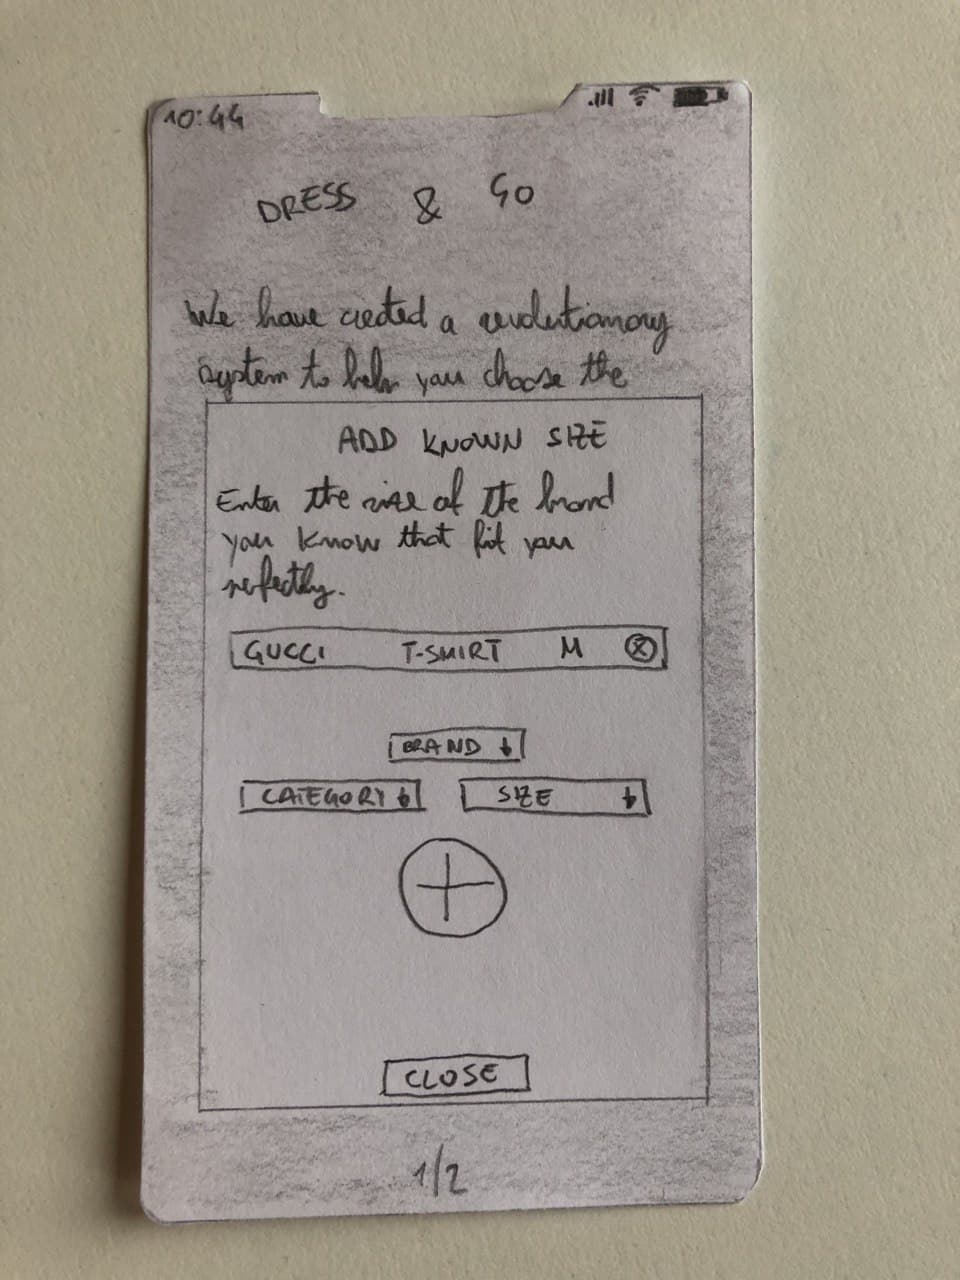 10:44
DRESS & GO
We have created a revolutionary
system to help you choose the
ADD KNOWN SIZE
Enter the size of the brand
you know that fit you
perfectly.
GUCCI T-SHIRT M X
BRAND ↓
CATEGORY ↓ SIZE ↓
+
CLOSE
1/2